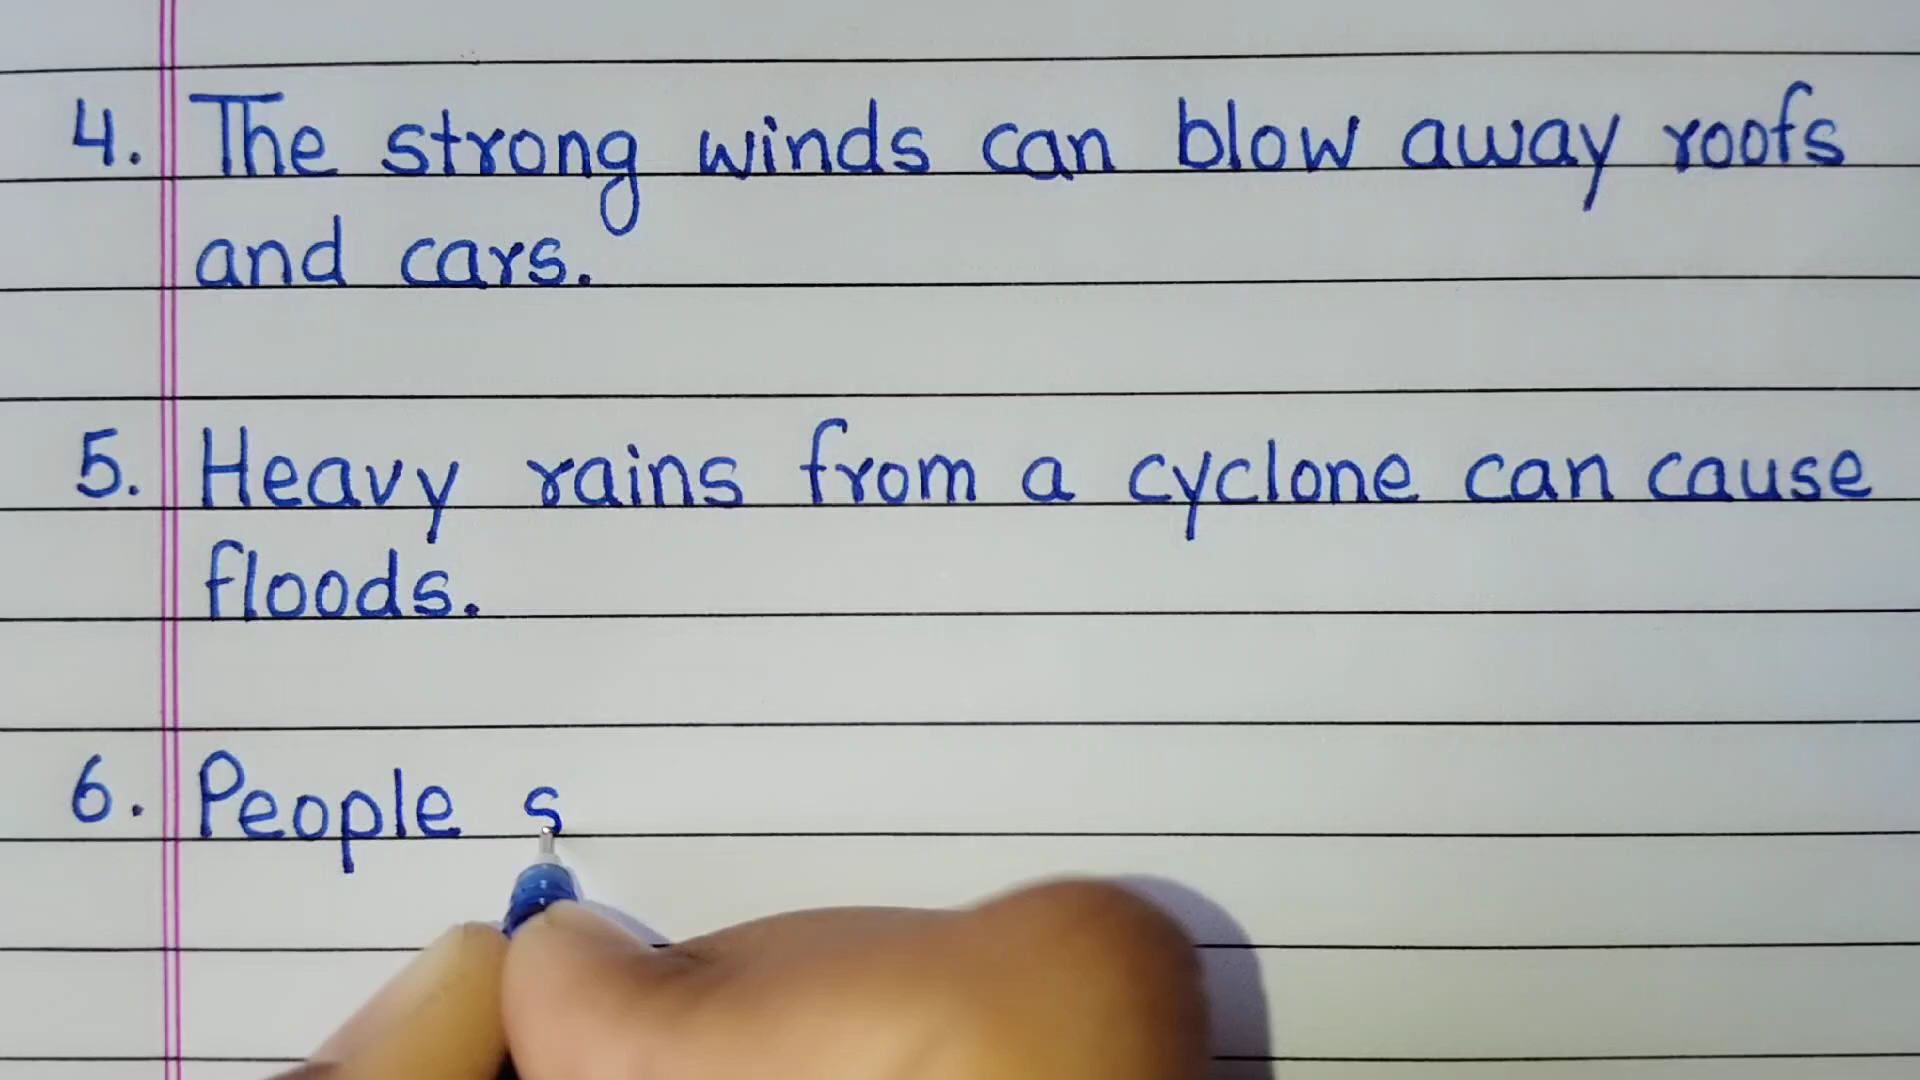 4. The strong winds can blow away roofs
and cars.
5. Heavy rains from a cyclone can cause
floods.
6. People s